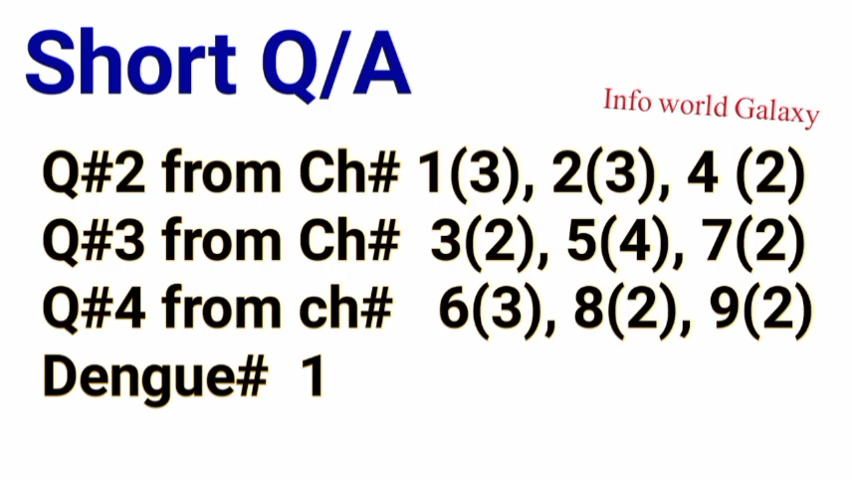 Short Q/A
Info world Galaxy
Q#2 from Ch# 1(3), 2(3), 4 (2)
Q#3 from Ch# 3(2), 5(4), 7(2)
Q#4 from ch# 6(3), 8(2), 9(2)
Dengue# 1